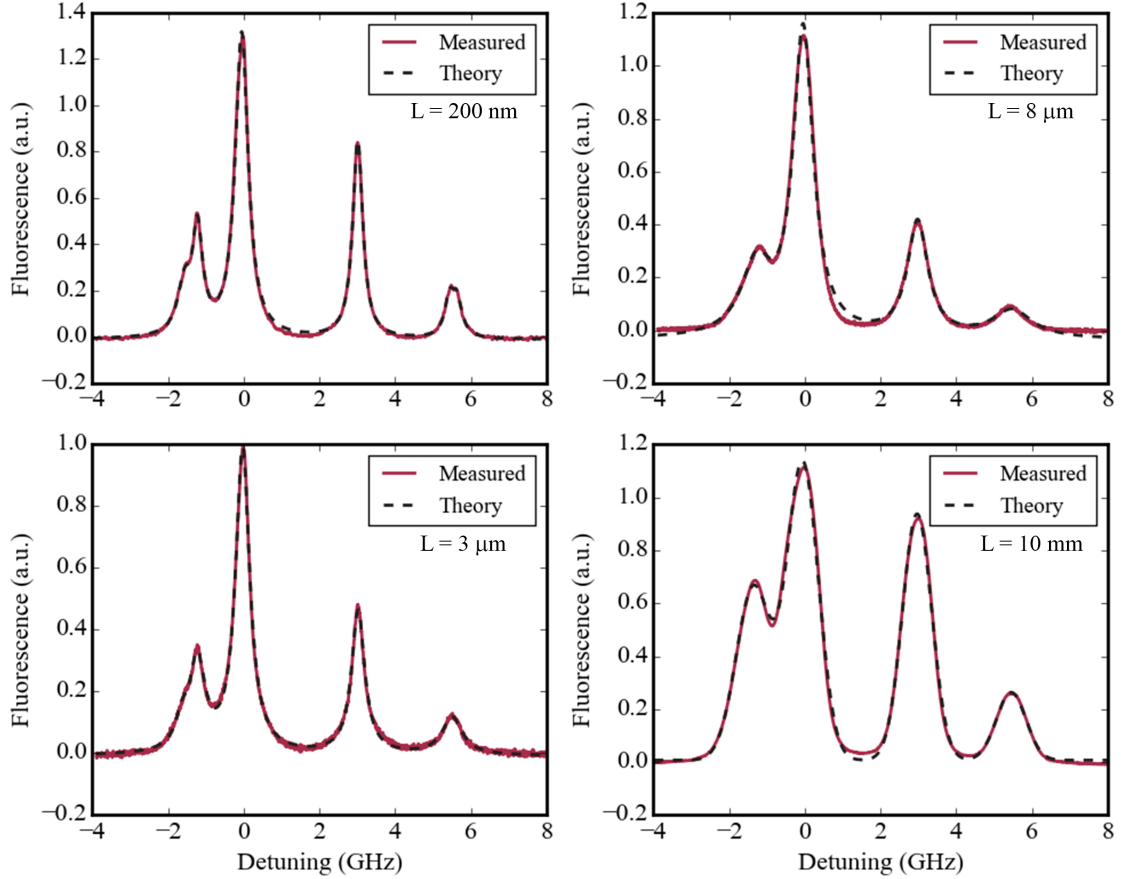 1.4
1.2
1.0
0.8
0.6
0.4
0.2
0.0
−0.2
−4 −2 0 2 4 6 8
Fluorescence (a.u.)
Measured
Theory
L = 200 nm
1.2
1.0
0.8
0.6
0.4
0.2
0.0
−0.2
−4 −2 0 2 4 6 8
Fluorescence (a.u.)
Measured
Theory
L = 8 μm
1.0
0.8
0.6
0.4
0.2
0.0
−0.2
−4 −2 0 2 4 6 8
Fluorescence (a.u.)
Detuning (GHz)
Measured
Theory
L = 3 μm
1.2
1.0
0.8
0.6
0.4
0.2
0.0
−0.2
−4 −2 0 2 4 6 8
Fluorescence (a.u.)
Detuning (GHz)
Measured
Theory
L = 10 mm